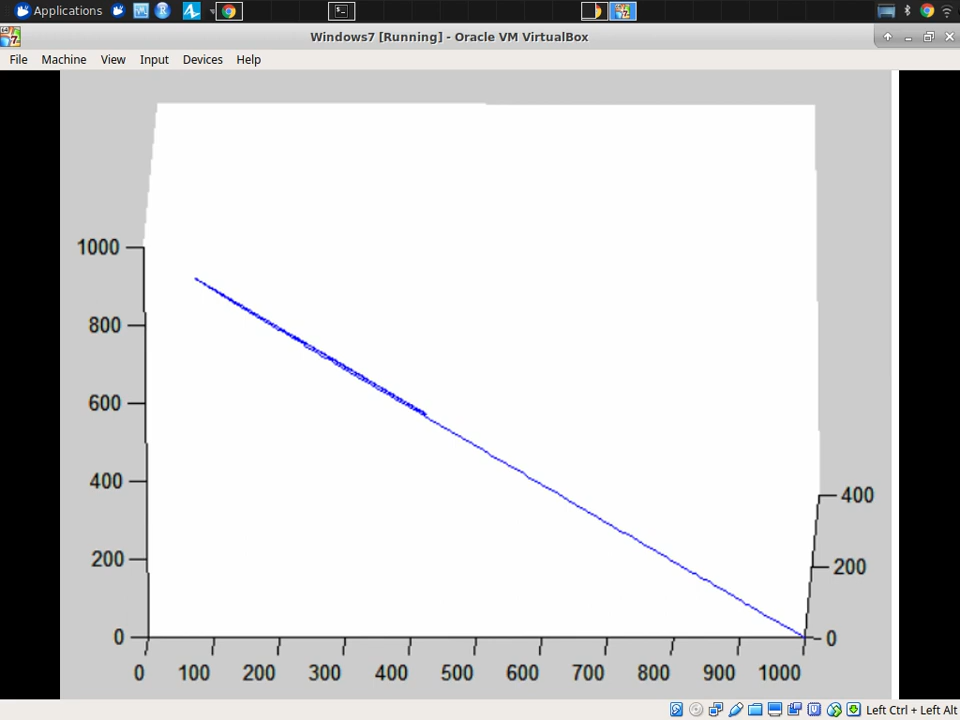 Applications
Windows7 [Running] - Oracle VM VirtualBox
File Machine View Input Devices Help
1000
800
600
400
200
0
400
200
0
0 100 200 300 400 500 600 700 800 900 1000
Left Ctrl + Left Alt